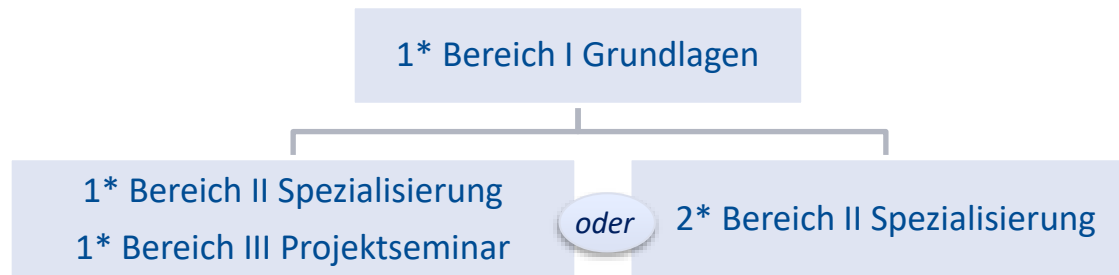 1* Bereich I Grundlagen
1* Bereich II Spezialisierung
1* Bereich III Projektseminar
oder
2* Bereich II Spezialisierung